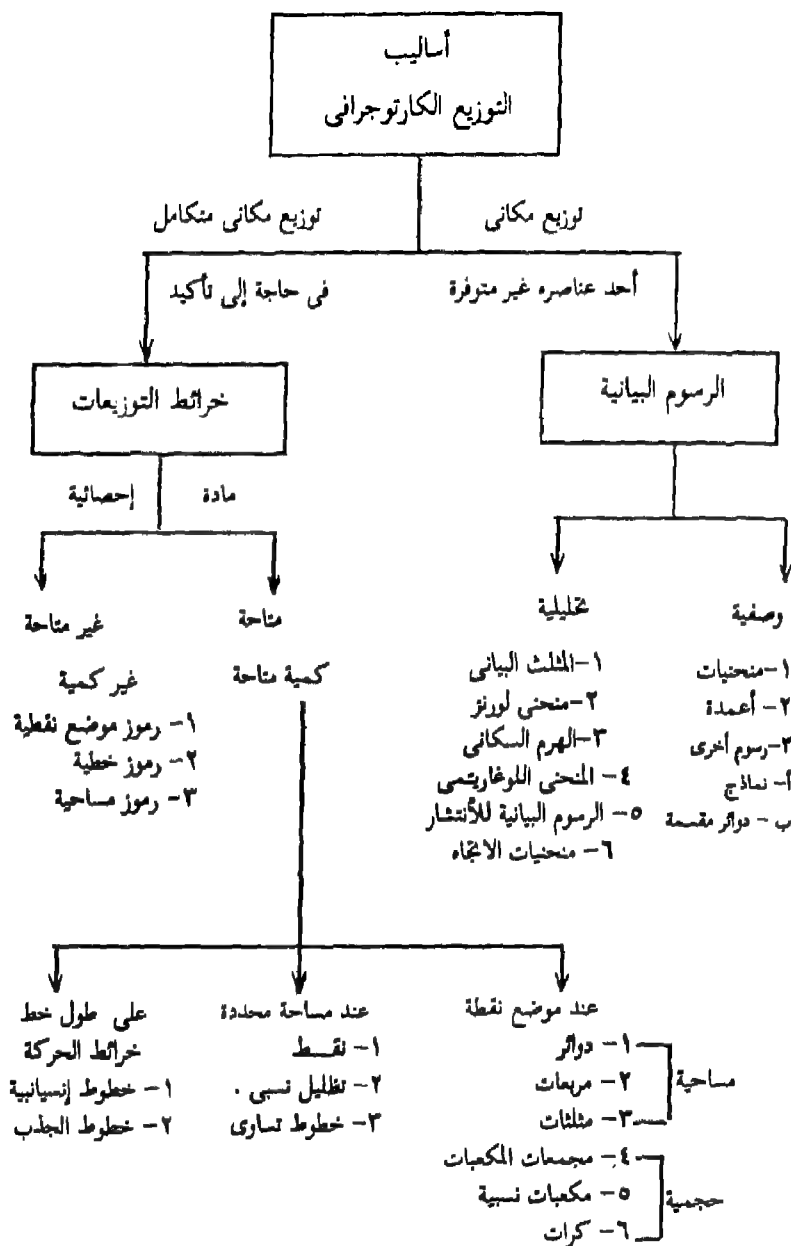 أساليب
التوزيع الكارتوجرافى
توزيع مكانى
توزيع مكانى متكامل
أحد عناصره غير متوفرة
فى حاجة إلى تأكيد
الرسوم البيانية
خرائط التوزيعات
مادة
إحصائية
وصفية
١-منحنيات
٢- أعمدة
٣-رسوم أخرى
أ- نماذج
ب - دوائر مقسمة
تحليلية
١-المثلث البيانى
٢-منحنى لورنز
٣-الهرم السكانى
٤- المنحنى اللوغاريتمى
٥- الرسوم البيانية للأنتشار
٦- منحنيات الاتجاه
متاحة
كمية متاحة
غير متاحة
غير كمية
١- رموز موضع نقطية
٢- رموز خطية
٣- رموز مساحية
عند موضع نقطة
١- دوائر
٢- مربعات
٣- مثلثات
مساحية
٤- مجمعات المكعبات
٥- مكعبات نسبية
٦- كرات
حجمية
عند مساحة محددة
١- نقـــط
٢- تظليل نسبى .
٣- خطوط تساوى
على طول خط
خرائط الحركة
١- خطوط إنسيانبية
٢- خطوط الجذب